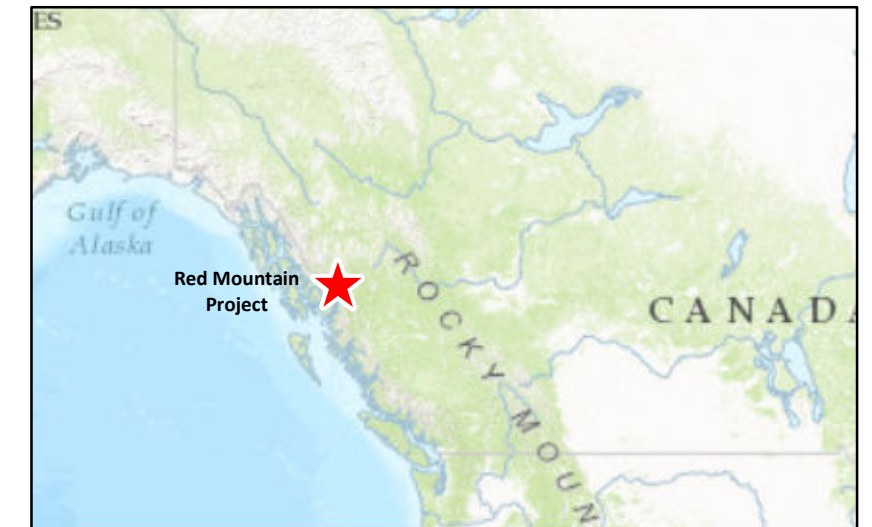 ES
Gulf of
Alaska
Red Mountain
Project
ROCKY MOUN
CANADA